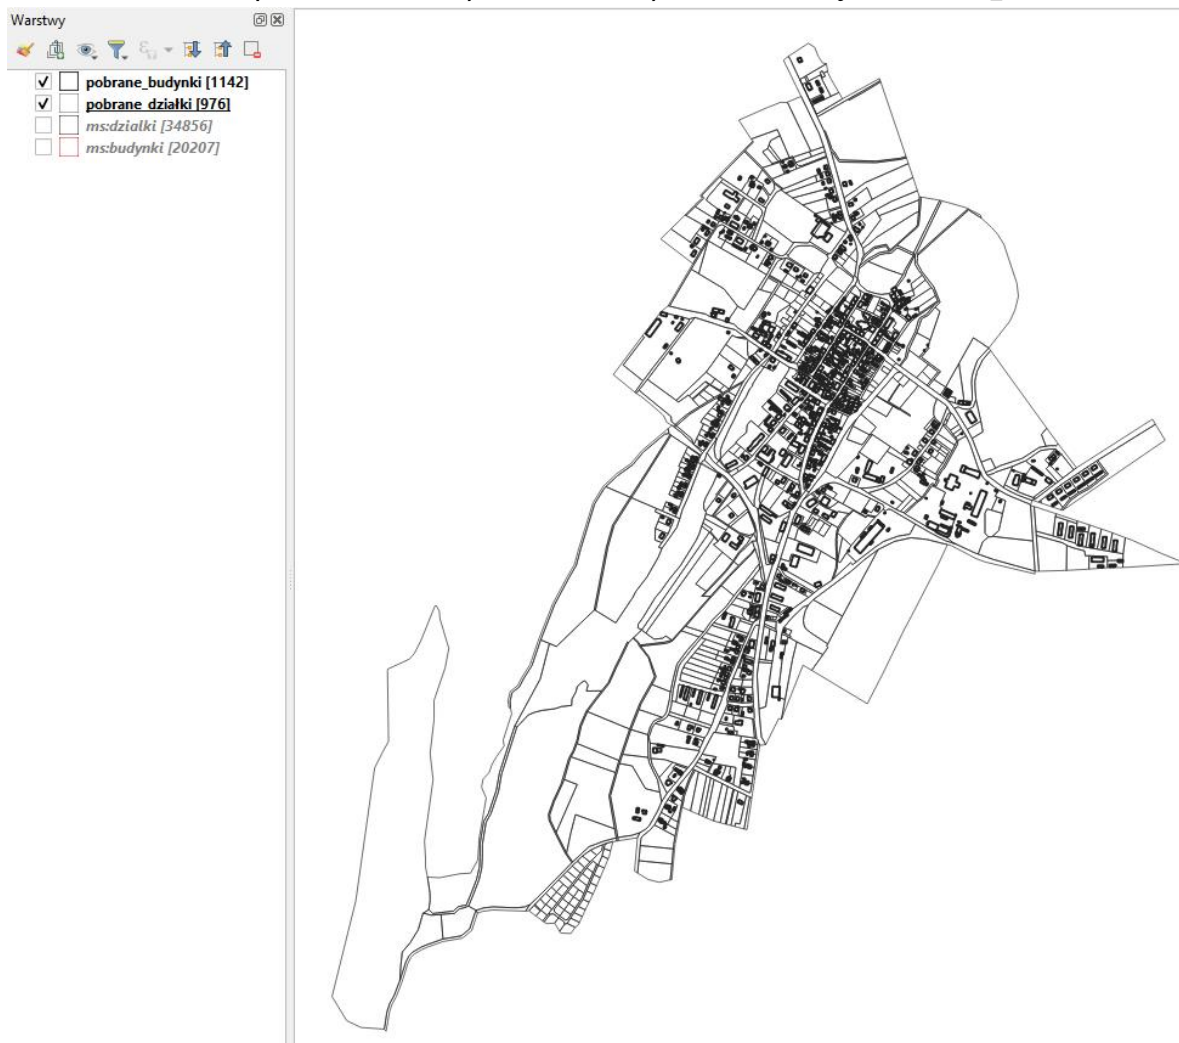 Warstwy
pobrane_budynki [1142]
pobrane_działki [976]
ms:dzialki [34856]
ms:budynki [20207]